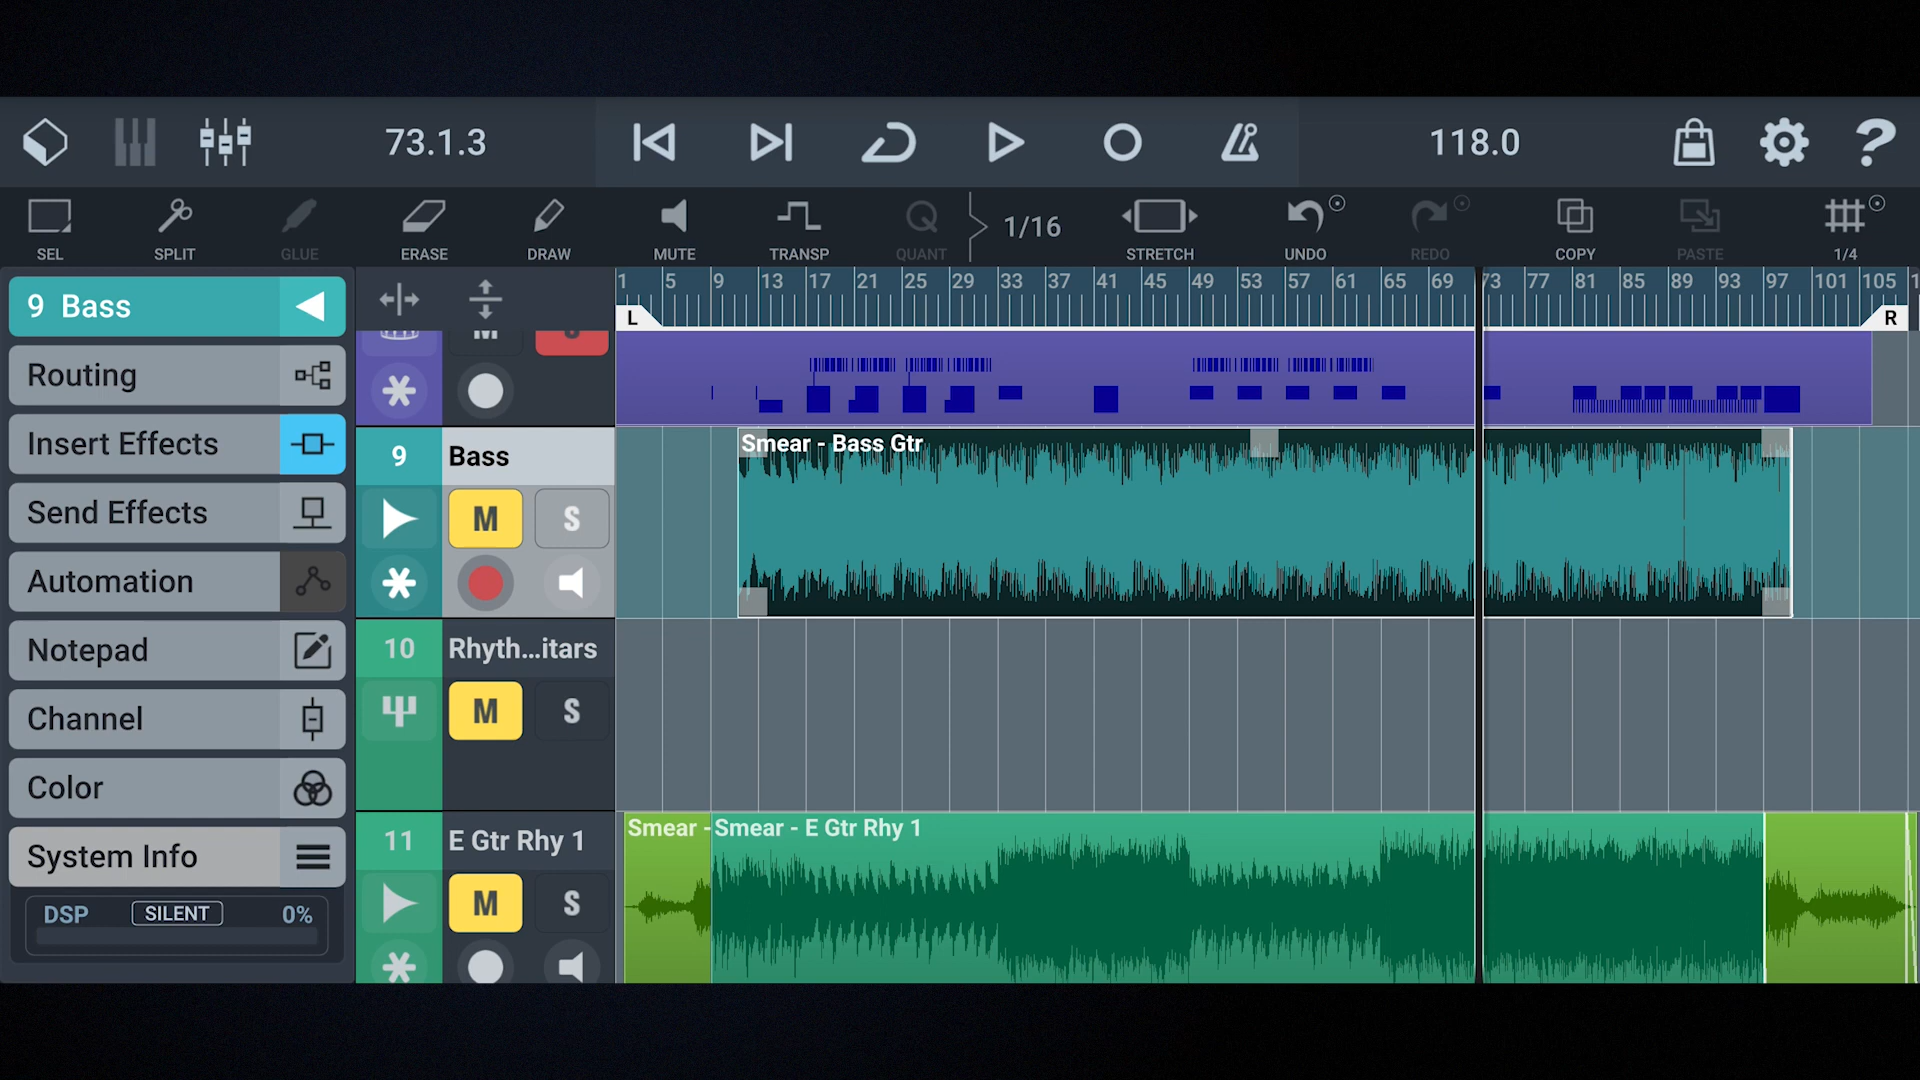 73.1.3
118.0
SEL
SPLIT
GLUE
ERASE
DRAW
MUTE
TRANSP
QUANT
1/16
STRETCH
UNDO
REDO
COPY
PASTE
1/4
1 5 9 13 17 21 25 29 33 37 41 45 49 53 57 61 65 69 73 77 81 85 89 93 97 101 105
L
R
9 Bass
Routing
Insert Effects
Send Effects
Automation
Notepad
Channel
Color
System Info
DSP SILENT 0%
9 Bass
M S
Smear - Bass Gtr
10 Rhyth...itars
M S
11 E Gtr Rhy 1
M S
Smear - Smear - E Gtr Rhy 1